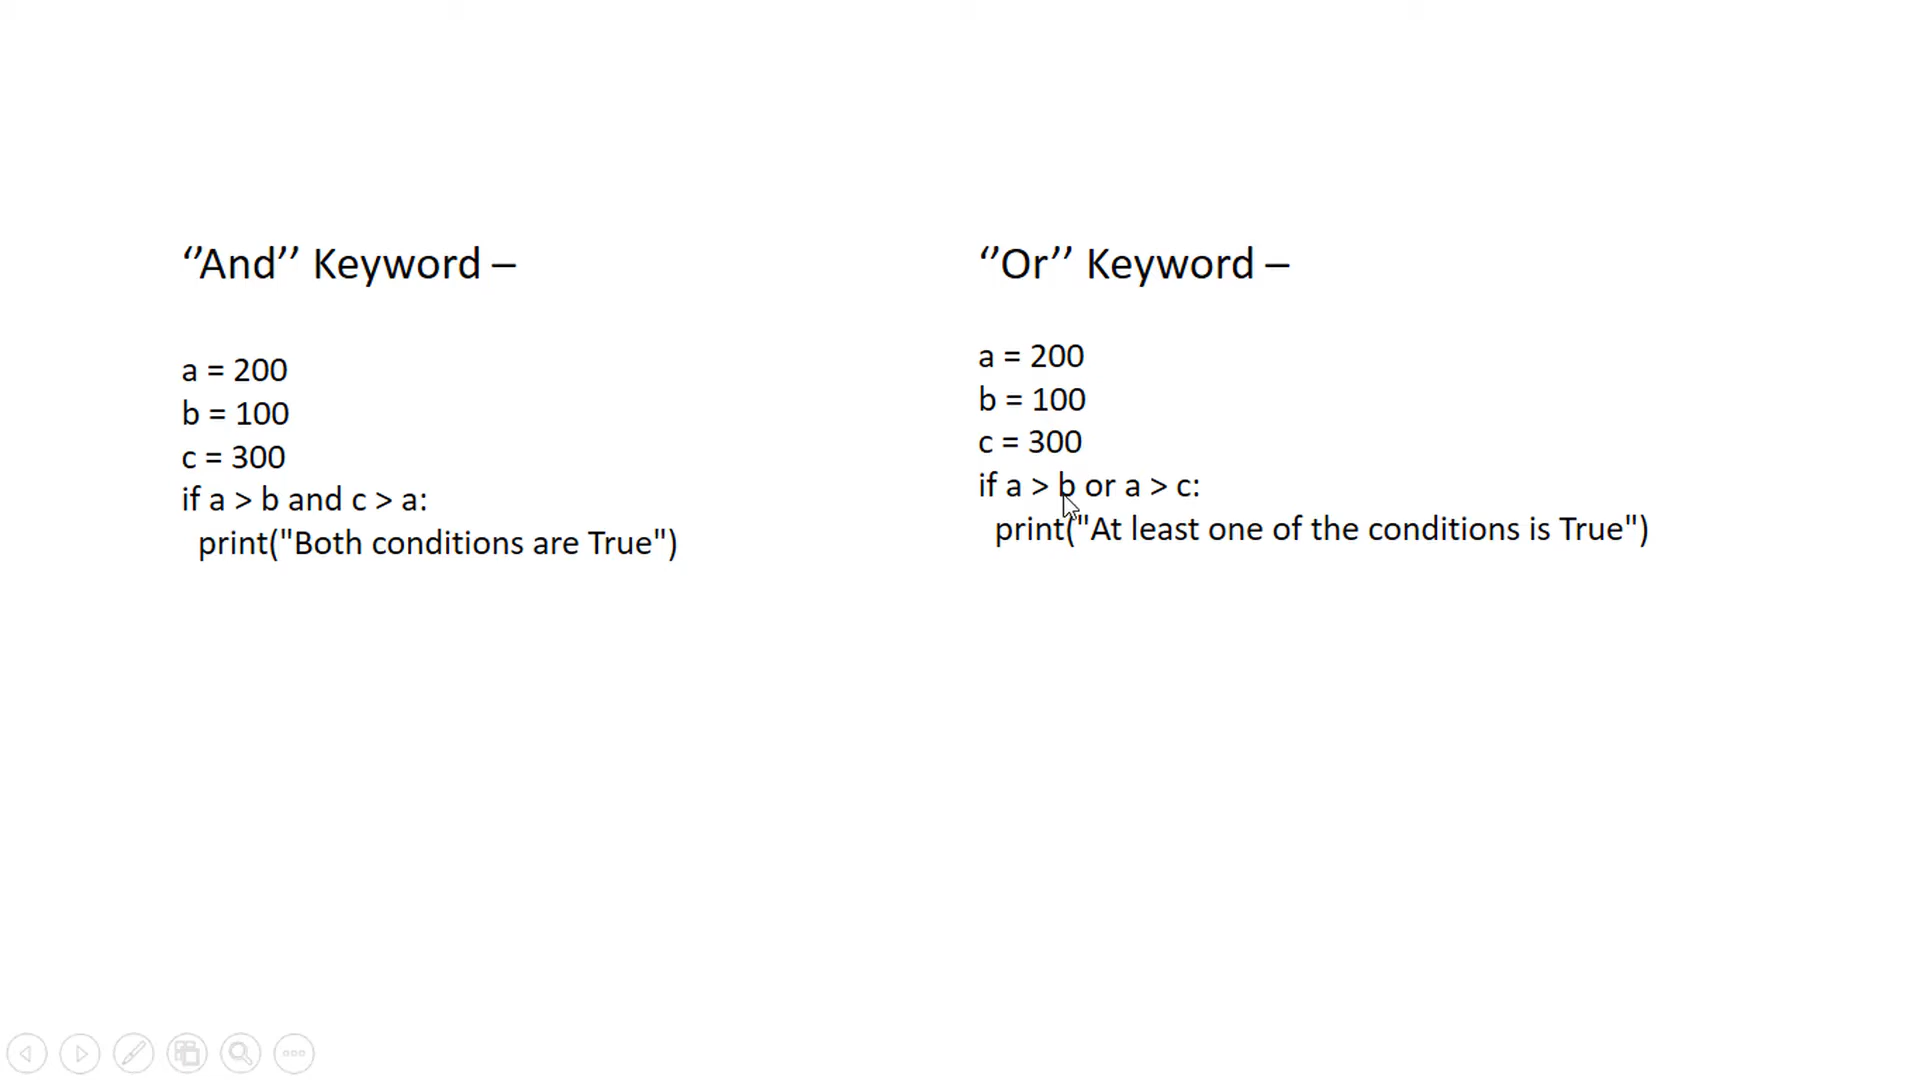 ‘’And’’ Keyword –
a = 200
b = 100
c = 300
if a > b and c > a:
  print("Both conditions are True")
‘’Or’’ Keyword –
a = 200
b = 100
c = 300
if a > b or a > c:
  print("At least one of the conditions is True")